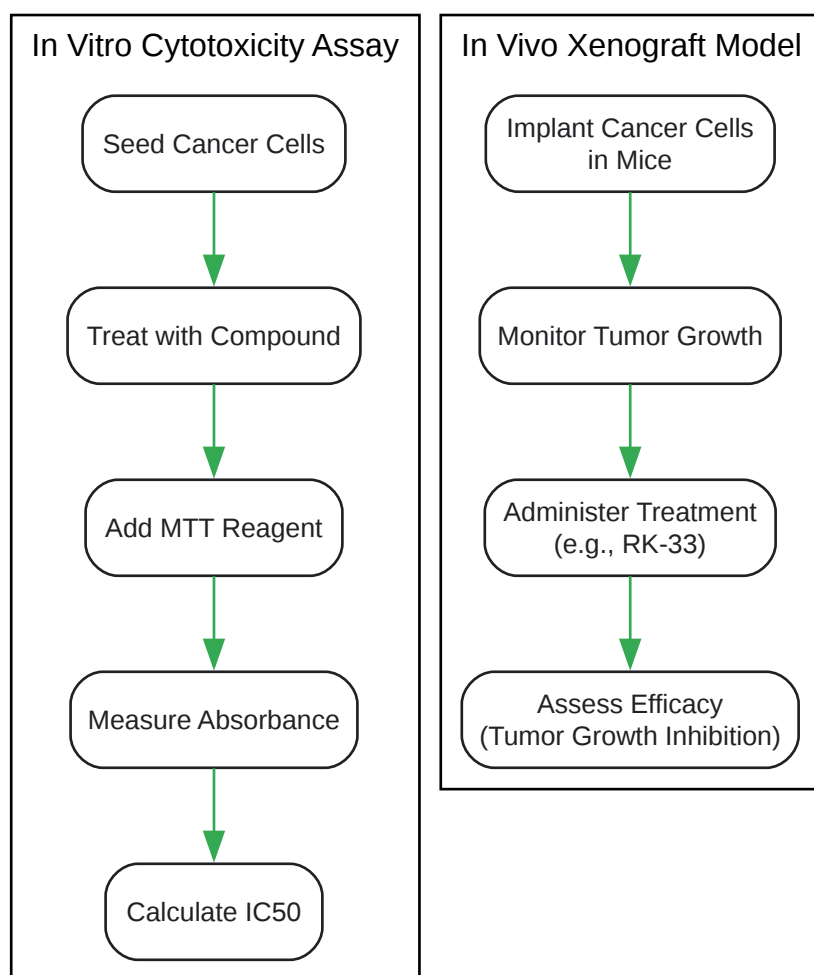 In Vitro Cytotoxicity Assay
Seed Cancer Cells
Treat with Compound
Add MTT Reagent
Measure Absorbance
Calculate IC50
In Vivo Xenograft Model
Implant Cancer Cells
in Mice
Monitor Tumor Growth
Administer Treatment
(e.g., RK-33)
Assess Efficacy
(Tumor Growth Inhibition)